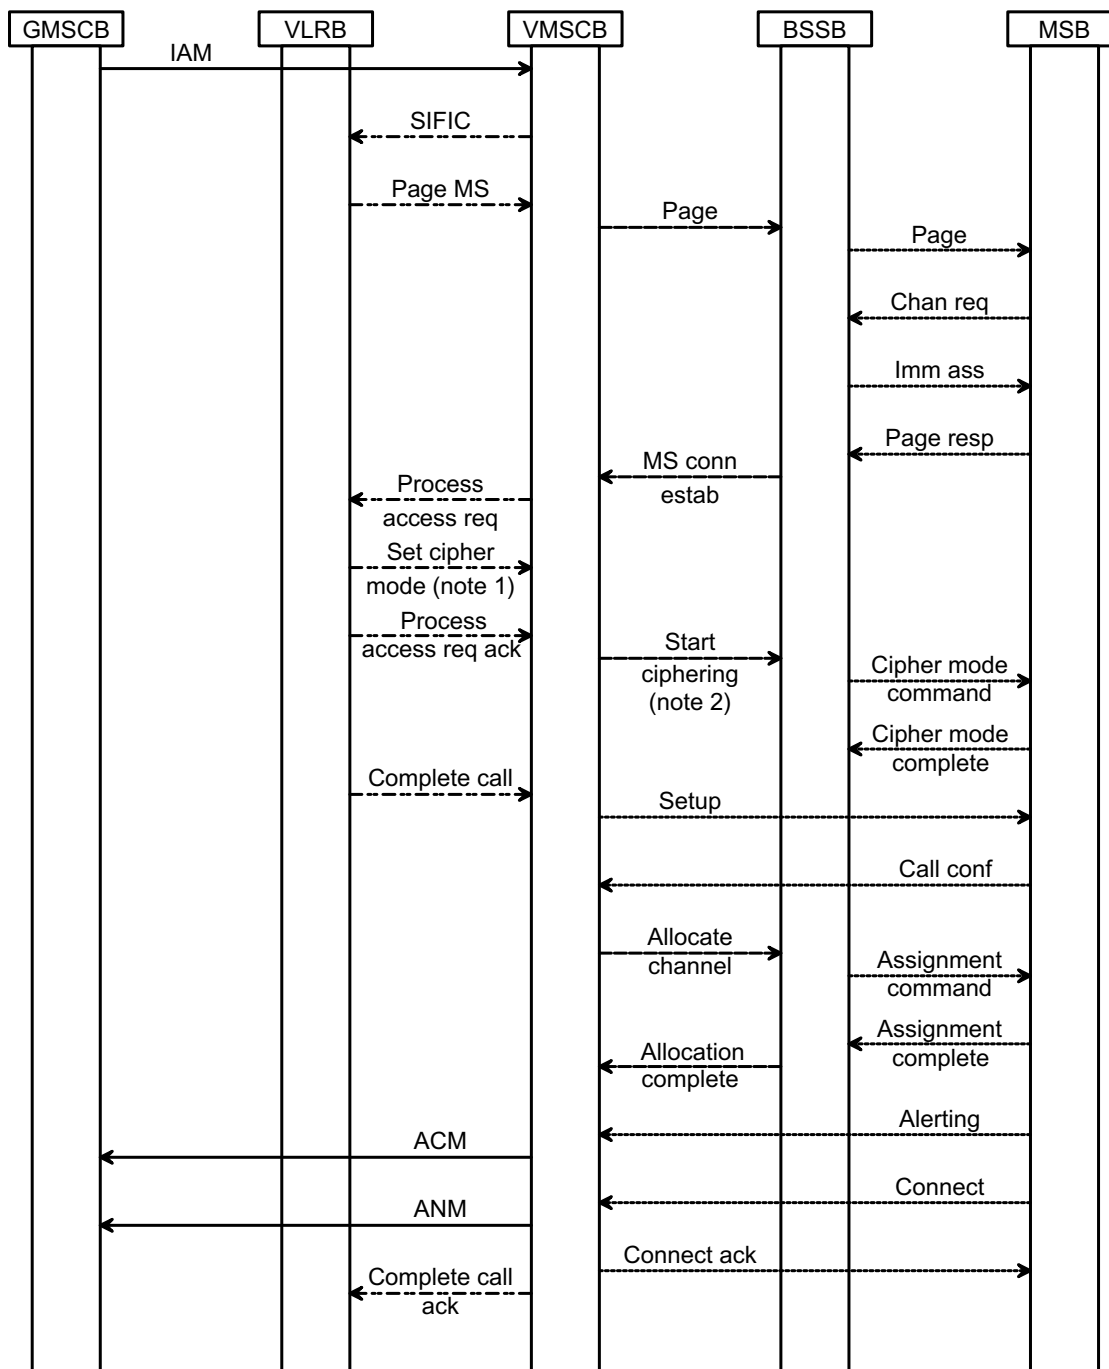 GMSCB
VLRB
VMSCB
BSSB
MSB
IAM
SIFIC
Page MS
Page
Page
Chan req
Imm ass
Page resp
MS conn
estab
Process
access req
Set cipher
mode (note 1)
Process
access req ack
Start
ciphering
(note 2)
Cipher mode
command
Cipher mode
complete
Complete call
Setup
Call conf
Allocate
channel
Assignment
command
Assignment
complete
Allocation
complete
Alerting
ACM
Connect
ANM
Connect ack
Complete call
ack